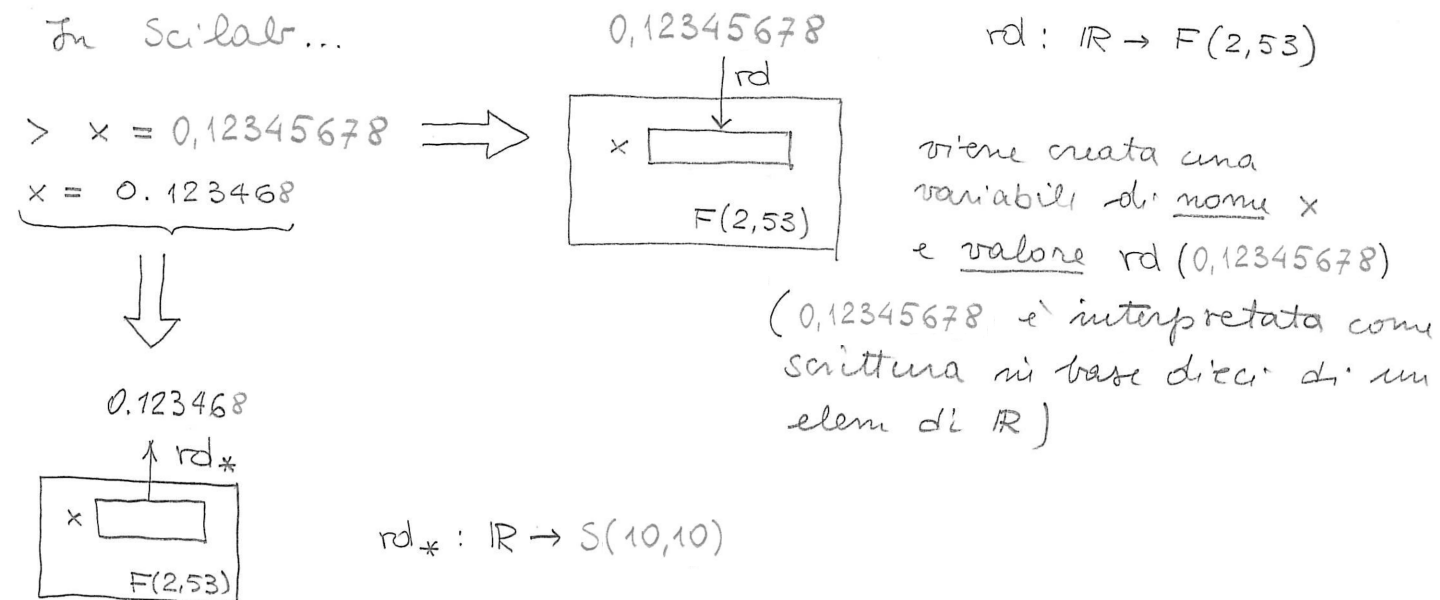 In Scilab...
0,12345678
rd : ℝ → F(2,53)
> x = 0,12345678
rd
x
F(2,53)
x = 0.123468
viene creata una
variabili di nome x
e valore rd (0,12345678)
(0,12345678 è interpretata come
scrittura in base dieci di un
elem di ℝ)
0.123468
rd*
x
F(2,53)
rd* : ℝ → S(10,10)